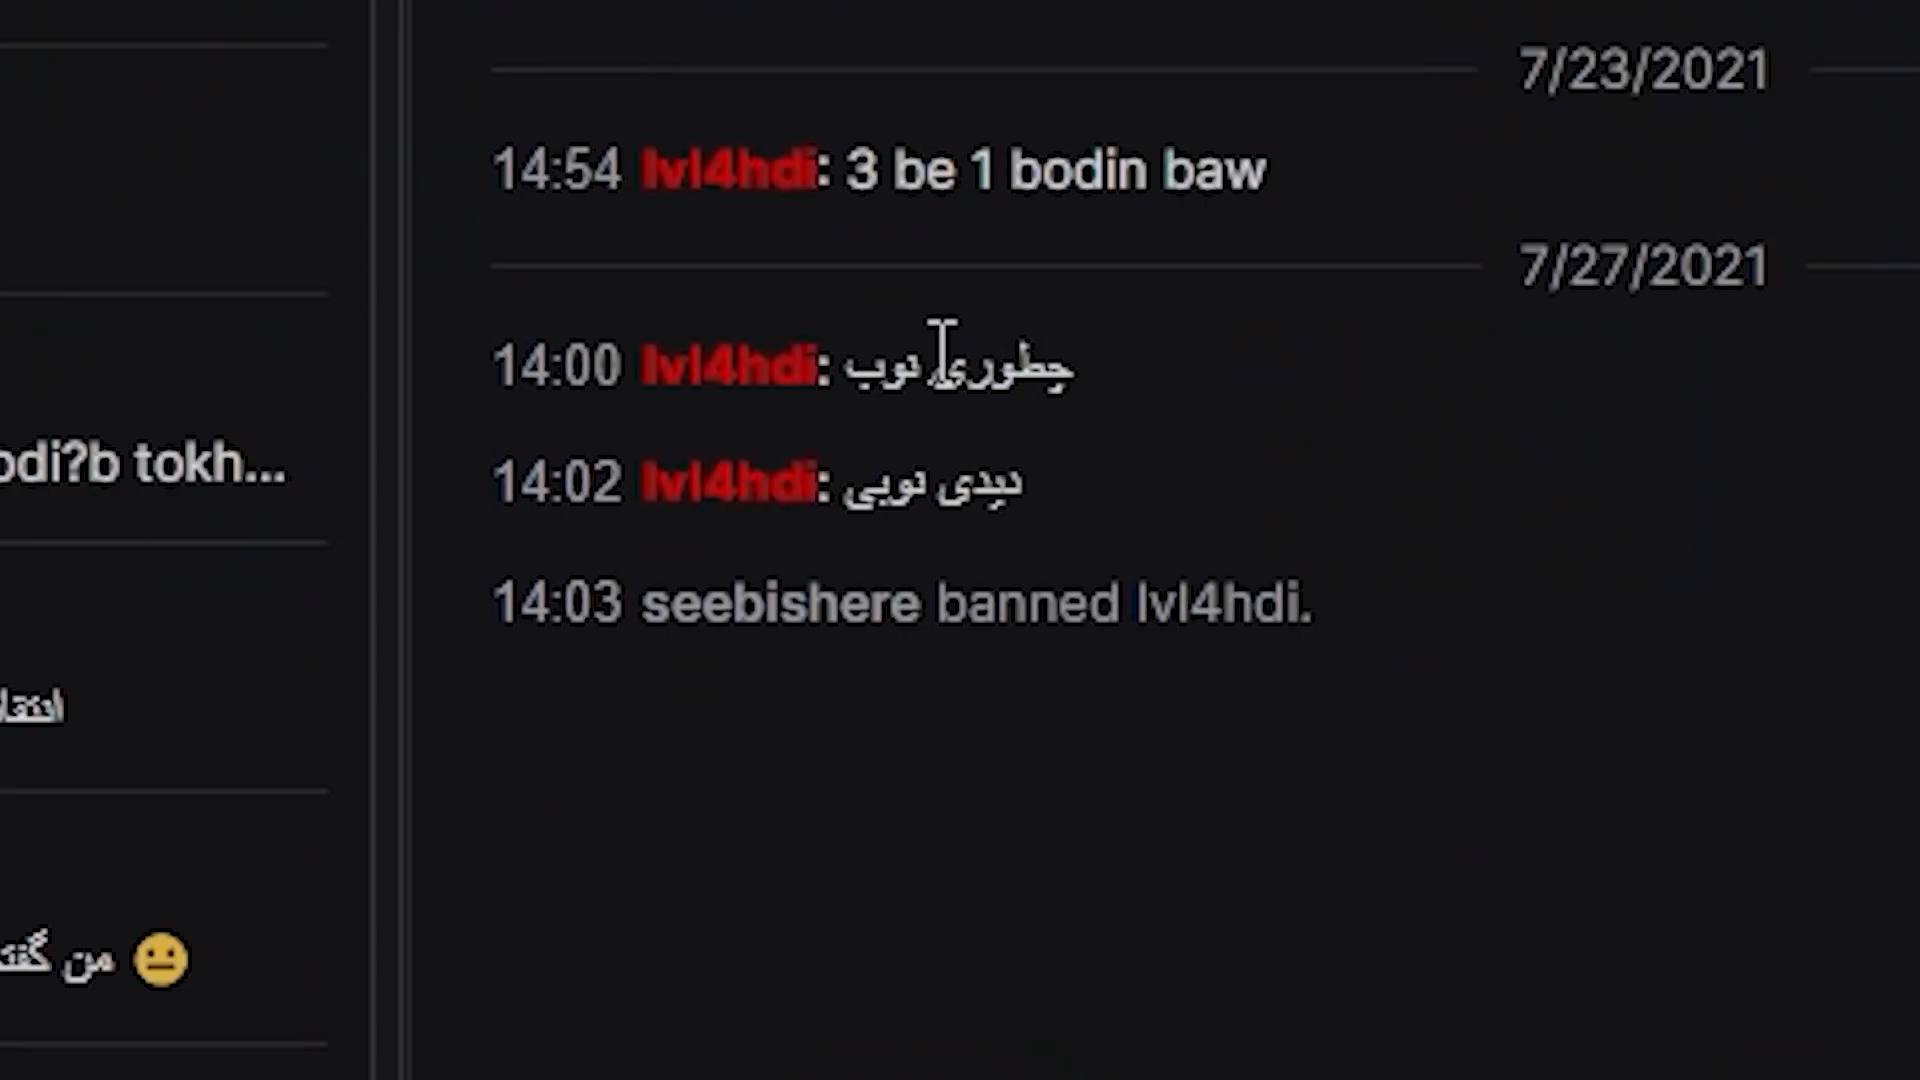 7/23/2021
14:54 lvl4hdi: 3 be 1 bodin baw
7/27/2021
14:00 lvl4hdi: چطوری نوب
14:02 lvl4hdi: دیدی نوبی
14:03 seebishere banned lvl4hdi.
odi?b tokh...
من 😐